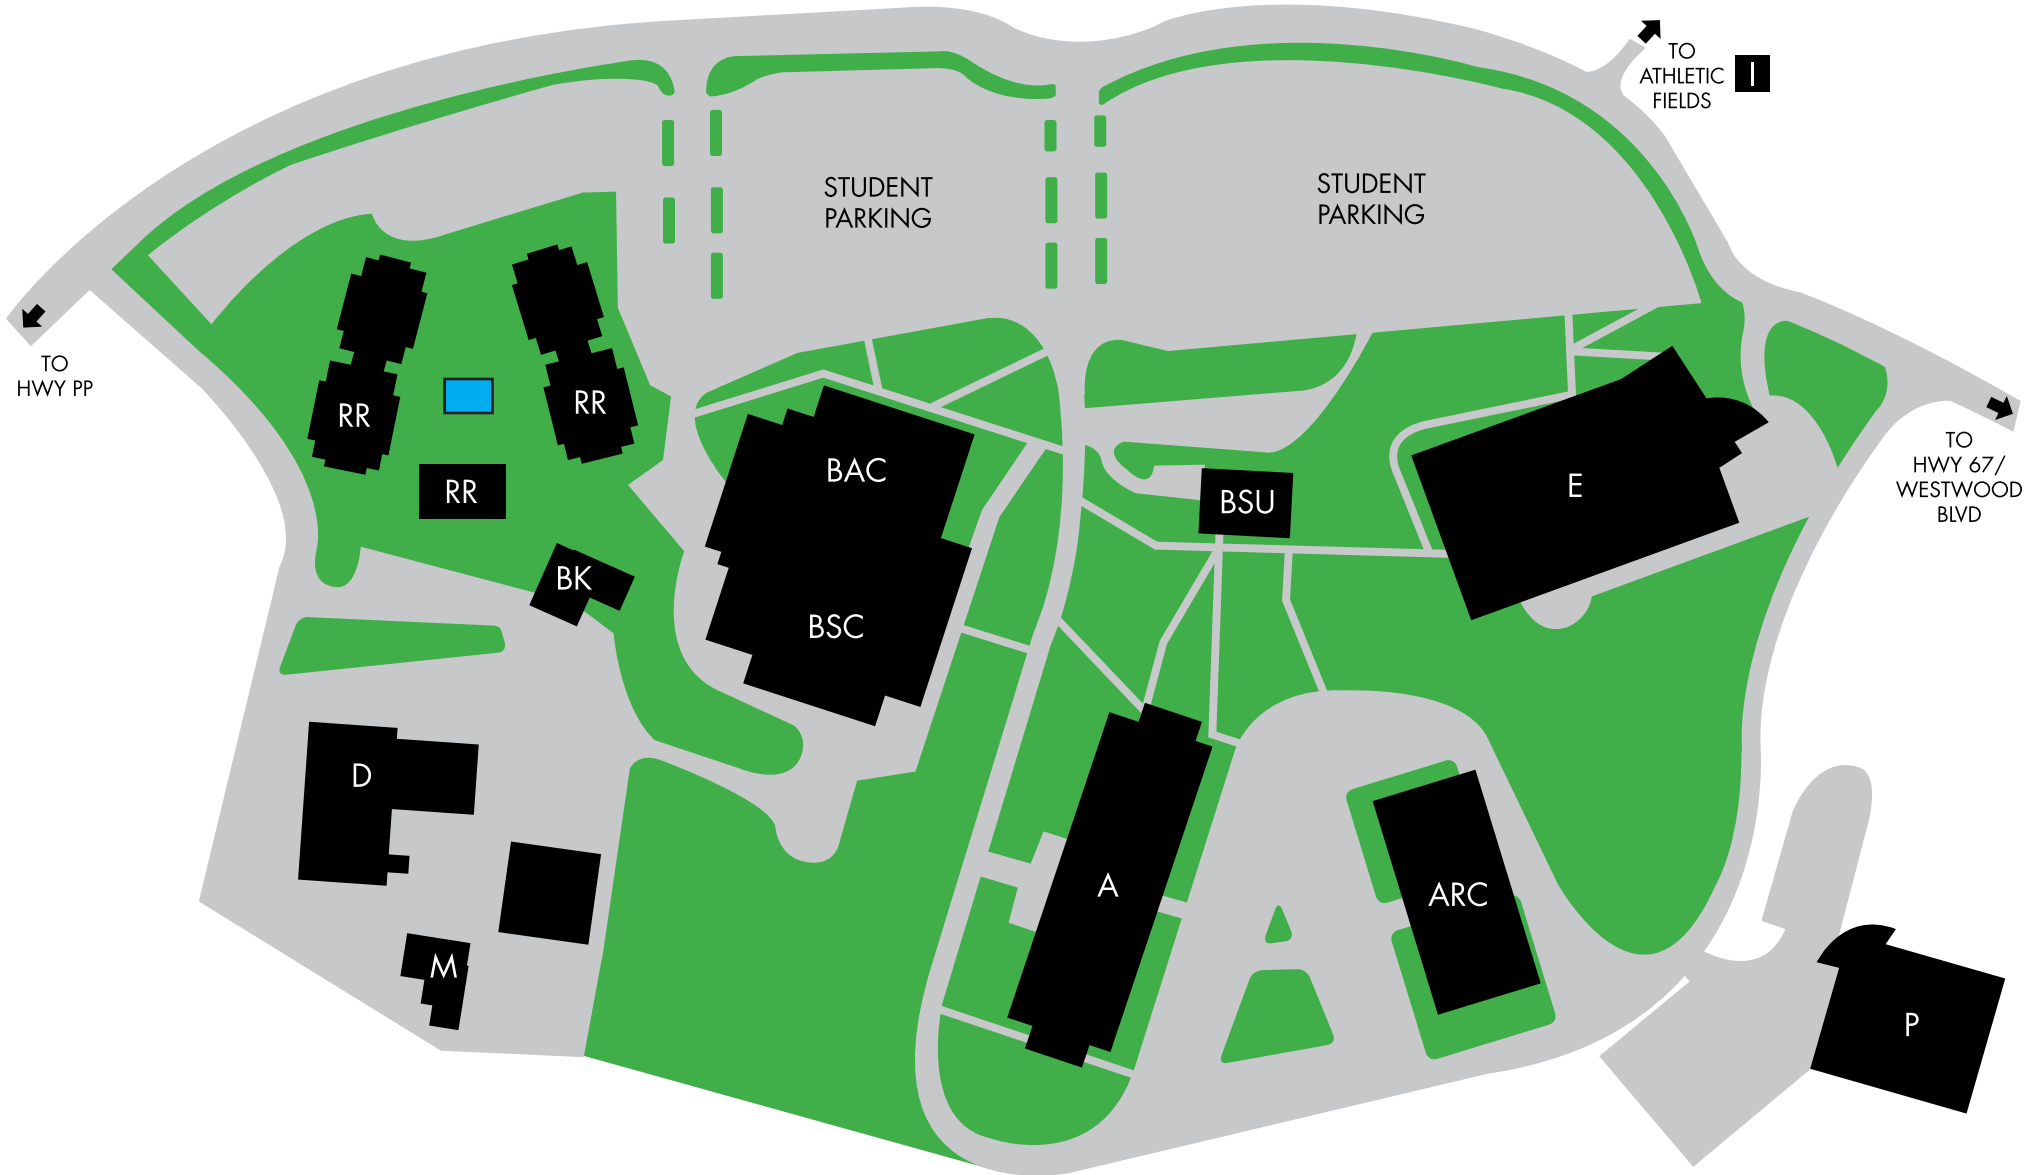 TO
ATHLETIC
FIELDS
I
STUDENT
PARKING
STUDENT
PARKING
TO
HWY PP
RR
RR
RR
BK
BAC
BSC
BSU
E
TO
HWY 67/
WESTWOOD
BLVD
D
M
A
ARC
P